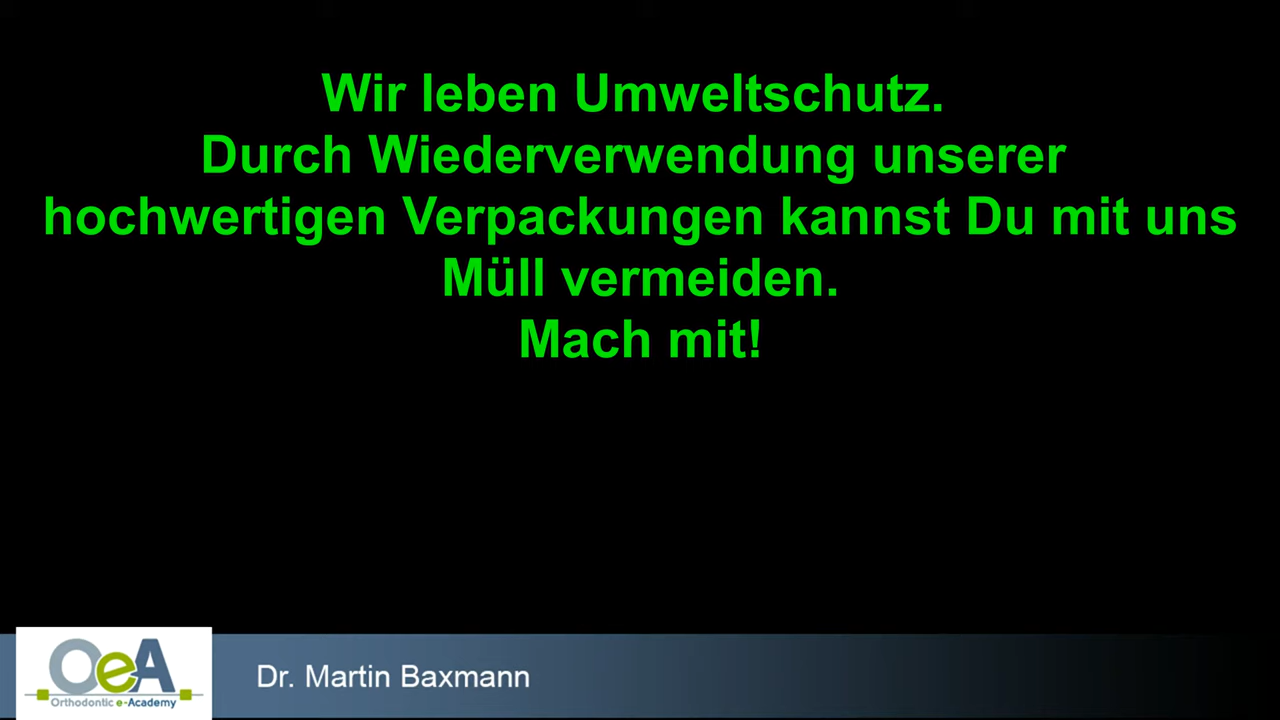 Wir leben Umweltschutz.
Durch Wiederverwendung unserer
hochwertigen Verpackungen kannst Du mit uns
Müll vermeiden.
Mach mit!
OeA
Orthodontic e-Academy
Dr. Martin Baxmann